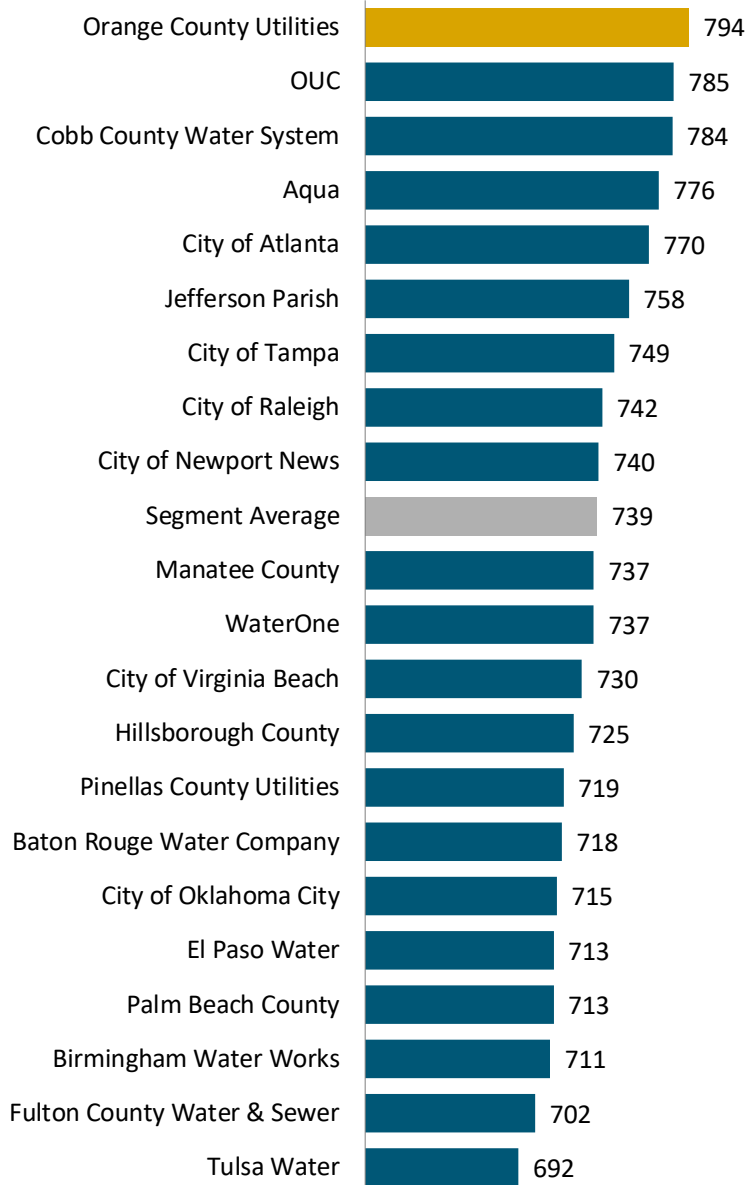 Orange County Utilities 794
OUC 785
Cobb County Water System 784
Aqua 776
City of Atlanta 770
Jefferson Parish 758
City of Tampa 749
City of Raleigh 742
City of Newport News 740
Segment Average 739
Manatee County 737
WaterOne 737
City of Virginia Beach 730
Hillsborough County 725
Pinellas County Utilities 719
Baton Rouge Water Company 718
City of Oklahoma City 715
El Paso Water 713
Palm Beach County 713
Birmingham Water Works 711
Fulton County Water & Sewer 702
Tulsa Water 692